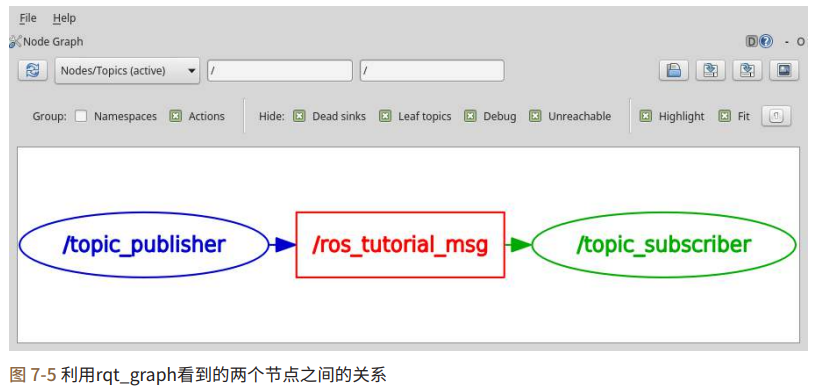 File Help
Node Graph
D ? - O
Nodes/Topics (active) / /
Group: Namespaces Actions Hide: Dead sinks Leaf topics Debug Unreachable Highlight Fit
/topic_publisher /ros_tutorial_msg /topic_subscriber
图 7-5 利用rqt_graph看到的两个节点之间的关系